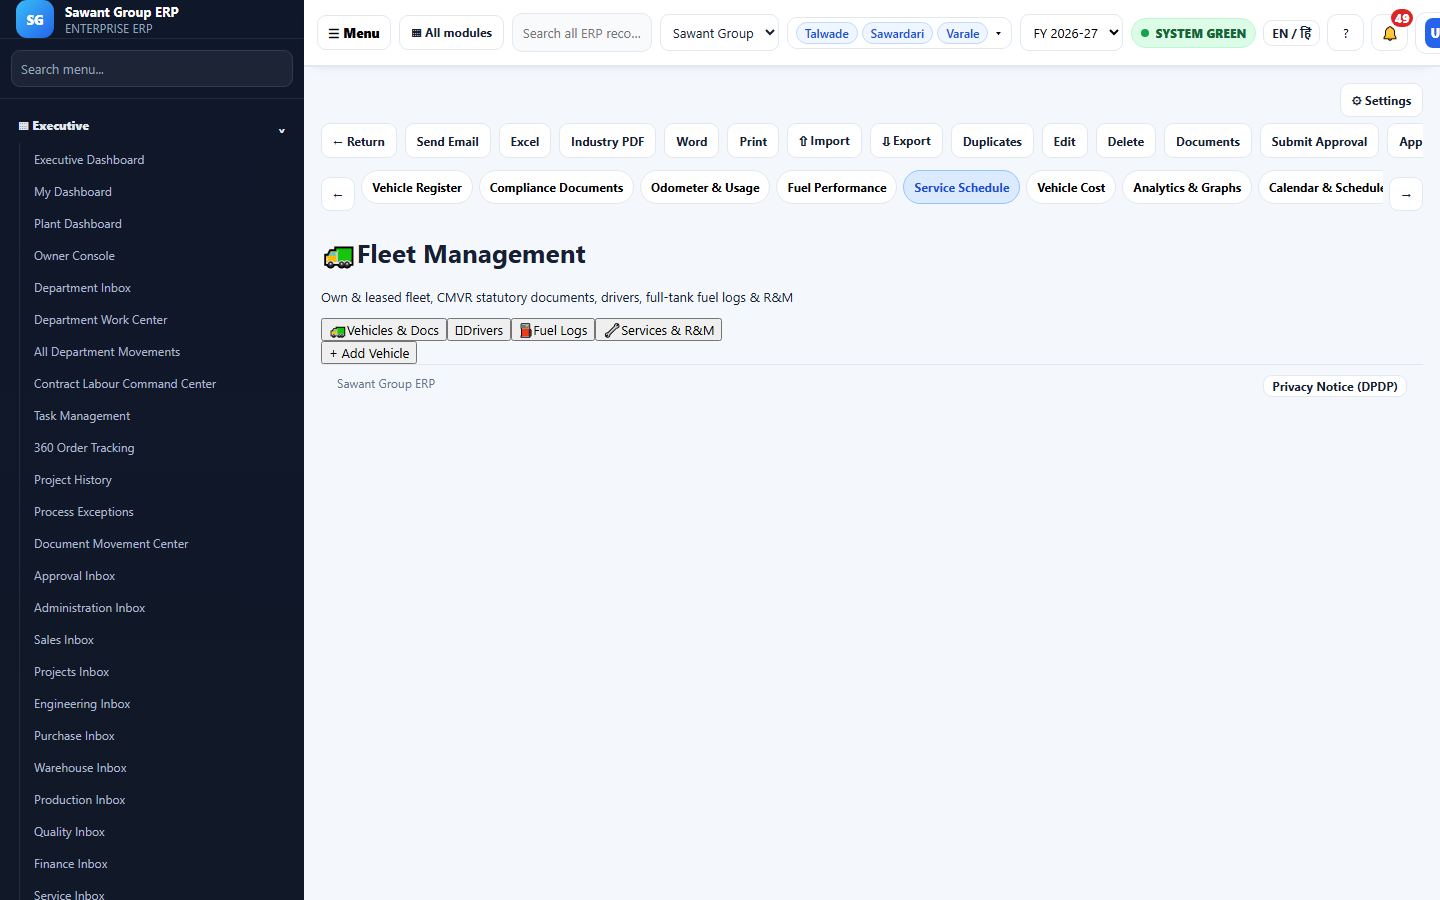 SG
Sawant Group ERP
ENTERPRISE ERP
Search menu...
Executive
Executive Dashboard
My Dashboard
Plant Dashboard
Owner Console
Department Inbox
Department Work Center
All Department Movements
Contract Labour Command Center
Task Management
360 Order Tracking
Project History
Process Exceptions
Document Movement Center
Approval Inbox
Administration Inbox
Sales Inbox
Projects Inbox
Engineering Inbox
Purchase Inbox
Warehouse Inbox
Production Inbox
Quality Inbox
Finance Inbox
Service Inbox
☰ Menu
All modules
Search all ERP reco...
Sawant Group
Talwade Sawardari Varale
FY 2026-27
SYSTEM GREEN
EN / हिं
?
49
U
⚙ Settings
← Return
Send Email
Excel
Industry PDF
Word
Print
⇧ Import
⇩ Export
Duplicates
Edit
Delete
Documents
Submit Approval
App
←
Vehicle Register
Compliance Documents
Odometer & Usage
Fuel Performance
Service Schedule
Vehicle Cost
Analytics & Graphs
Calendar & Schedule
→
Fleet Management
Own & leased fleet, CMVR statutory documents, drivers, full-tank fuel logs & R&M
Vehicles & Docs
Drivers
Fuel Logs
Services & R&M
+ Add Vehicle
Sawant Group ERP
Privacy Notice (DPDP)